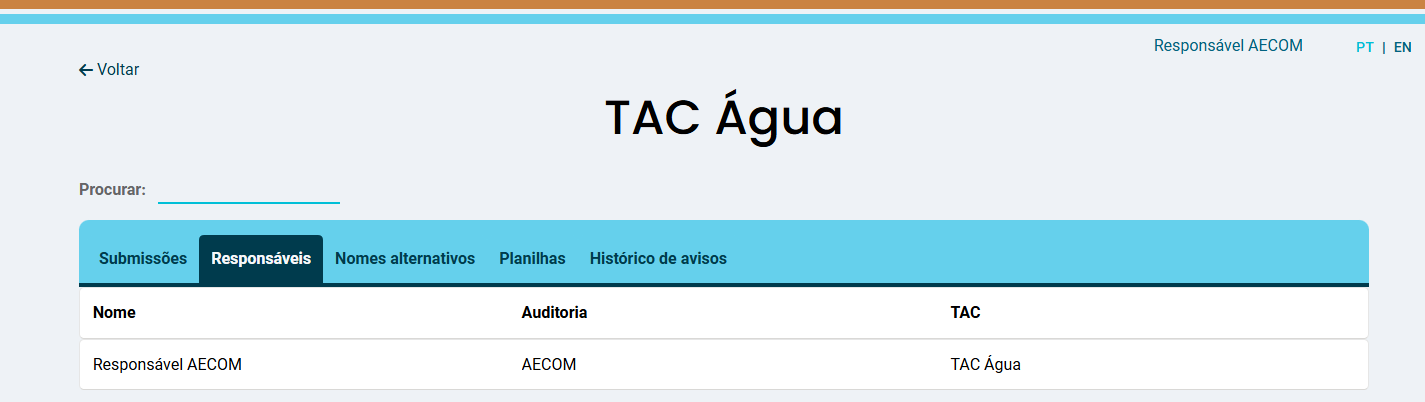 Responsável AECOM PT | EN
Voltar
TAC Água
Procurar:
Submissões Responsáveis Nomes alternativos Planilhas Histórico de avisos
Nome Auditoria TAC
Responsável AECOM AECOM TAC Água